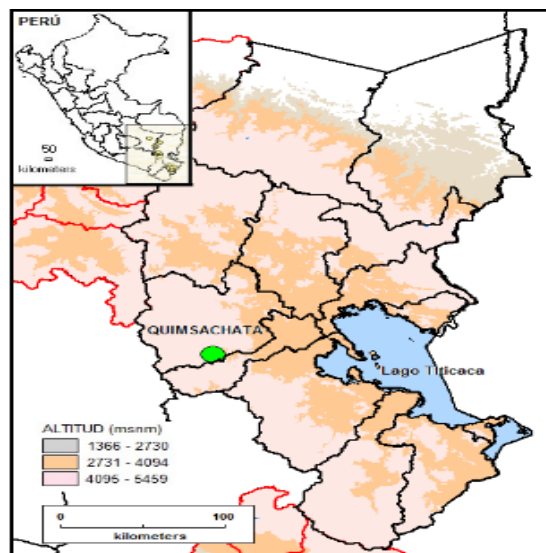 PERÚ
50
kilometers
QUIMSACHATA
Lago Titicaca
ALTITUD (msnm)
1366 - 2730
2731 - 4094
4095 - 5459
0 100
kilometers